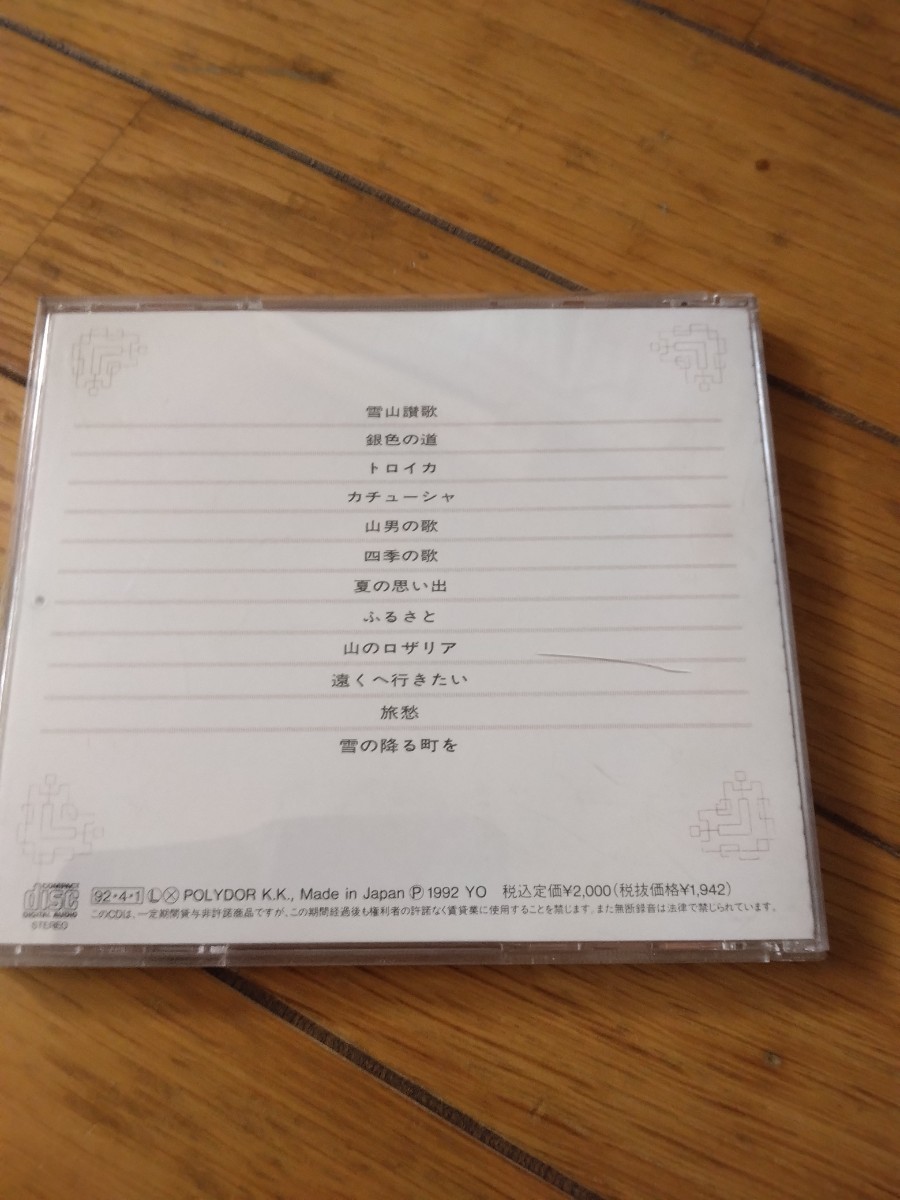 雪山讃歌
銀色の道
トロイカ
カチューシャ
山男の歌
四季の歌
夏の思い出
ふるさと
山のロザリア
遠くへ行きたい
旅愁
雪の降る町を
COMPACT
disc
DIGITAL AUDIO
STEREO
92・4・1 Ⓛ Ⓧ POLYDOR K.K., Made in Japan Ⓟ 1992 YO 税込定価¥2,000(税抜価格¥1,942)
このCDは、一定期間貸与非許諾商品ですが、この期間経過後も権利者の許諾なく賃貸業に使用することを禁じます。また無断録音は法律で禁じられています。